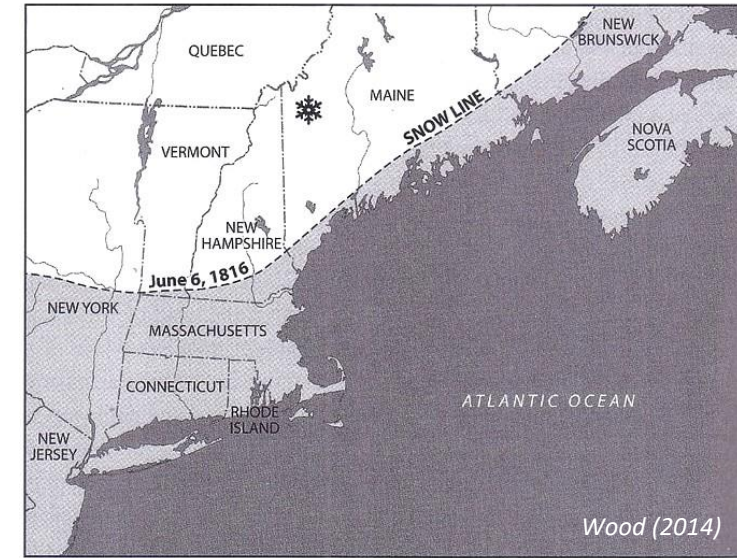 NEW
BRUNSWICK
QUEBEC
MAINE
SNOW LINE
NOVA
SCOTIA
VERMONT
NEW
HAMPSHIRE
June 6, 1816
NEW YORK
MASSACHUSETTS
CONNECTICUT
RHODE
ISLAND
ATLANTIC OCEAN
NEW
JERSEY
Wood (2014)